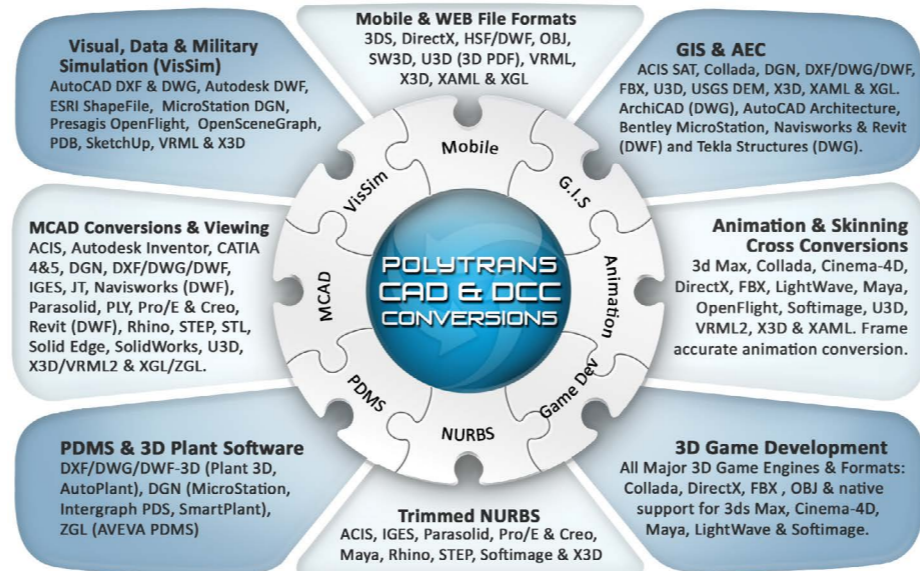 Mobile & WEB File Formats
3DS, DirectX, HSF/DWF, OBJ,
SW3D, U3D (3D PDF), VRML,
X3D, XAML & XGL
Visual, Data & Military
Simulation (VisSim)
AutoCAD DXF & DWG, Autodesk DWF,
ESRI ShapeFile, MicroStation DGN,
Presagis OpenFlight, OpenSceneGraph,
PDB, SketchUp, VRML & X3D
GIS & AEC
ACIS SAT, Collada, DGN, DXF/DWG/DWF,
FBX, U3D, USGS DEM, X3D, XAML & XGL.
ArchiCAD (DWG), AutoCAD Architecture,
Bentley MicroStation, Navisworks & Revit
(DWF) and Tekla Structures (DWG).
MCAD Conversions & Viewing
ACIS, Autodesk Inventor, CATIA
4&5, DGN, DXF/DWG/DWF,
IGES, JT, Navisworks (DWF),
Parasolid, PLY, Pro/E & Creo,
Revit (DWF), Rhino, STEP, STL,
Solid Edge, SolidWorks, U3D,
X3D/VRML2 & XGL/ZGL.
Mobile
G.I.S
Animation
Game Dev
NURBS
PDMS
MCAD
VisSim
POLYTRANS
CAD & DCC
CONVERSIONS
Animation & Skinning
Cross Conversions
3d Max, Collada, Cinema-4D,
DirectX, FBX, LightWave, Maya,
OpenFlight, Softimage, U3D,
VRML2, X3D & XAML. Frame
accurate animation conversion.
PDMS & 3D Plant Software
DXF/DWG/DWF-3D (Plant 3D,
AutoPlant), DGN (MicroStation,
Intergraph PDS, SmartPlant),
ZGL (AVEVA PDMS)
Trimmed NURBS
ACIS, IGES, Parasolid, Pro/E & Creo,
Maya, Rhino, STEP, Softimage & X3D
3D Game Development
All Major 3D Game Engines & Formats:
Collada, DirectX, FBX , OBJ & native
support for 3ds Max, Cinema-4D,
Maya, LightWave & Softimage.